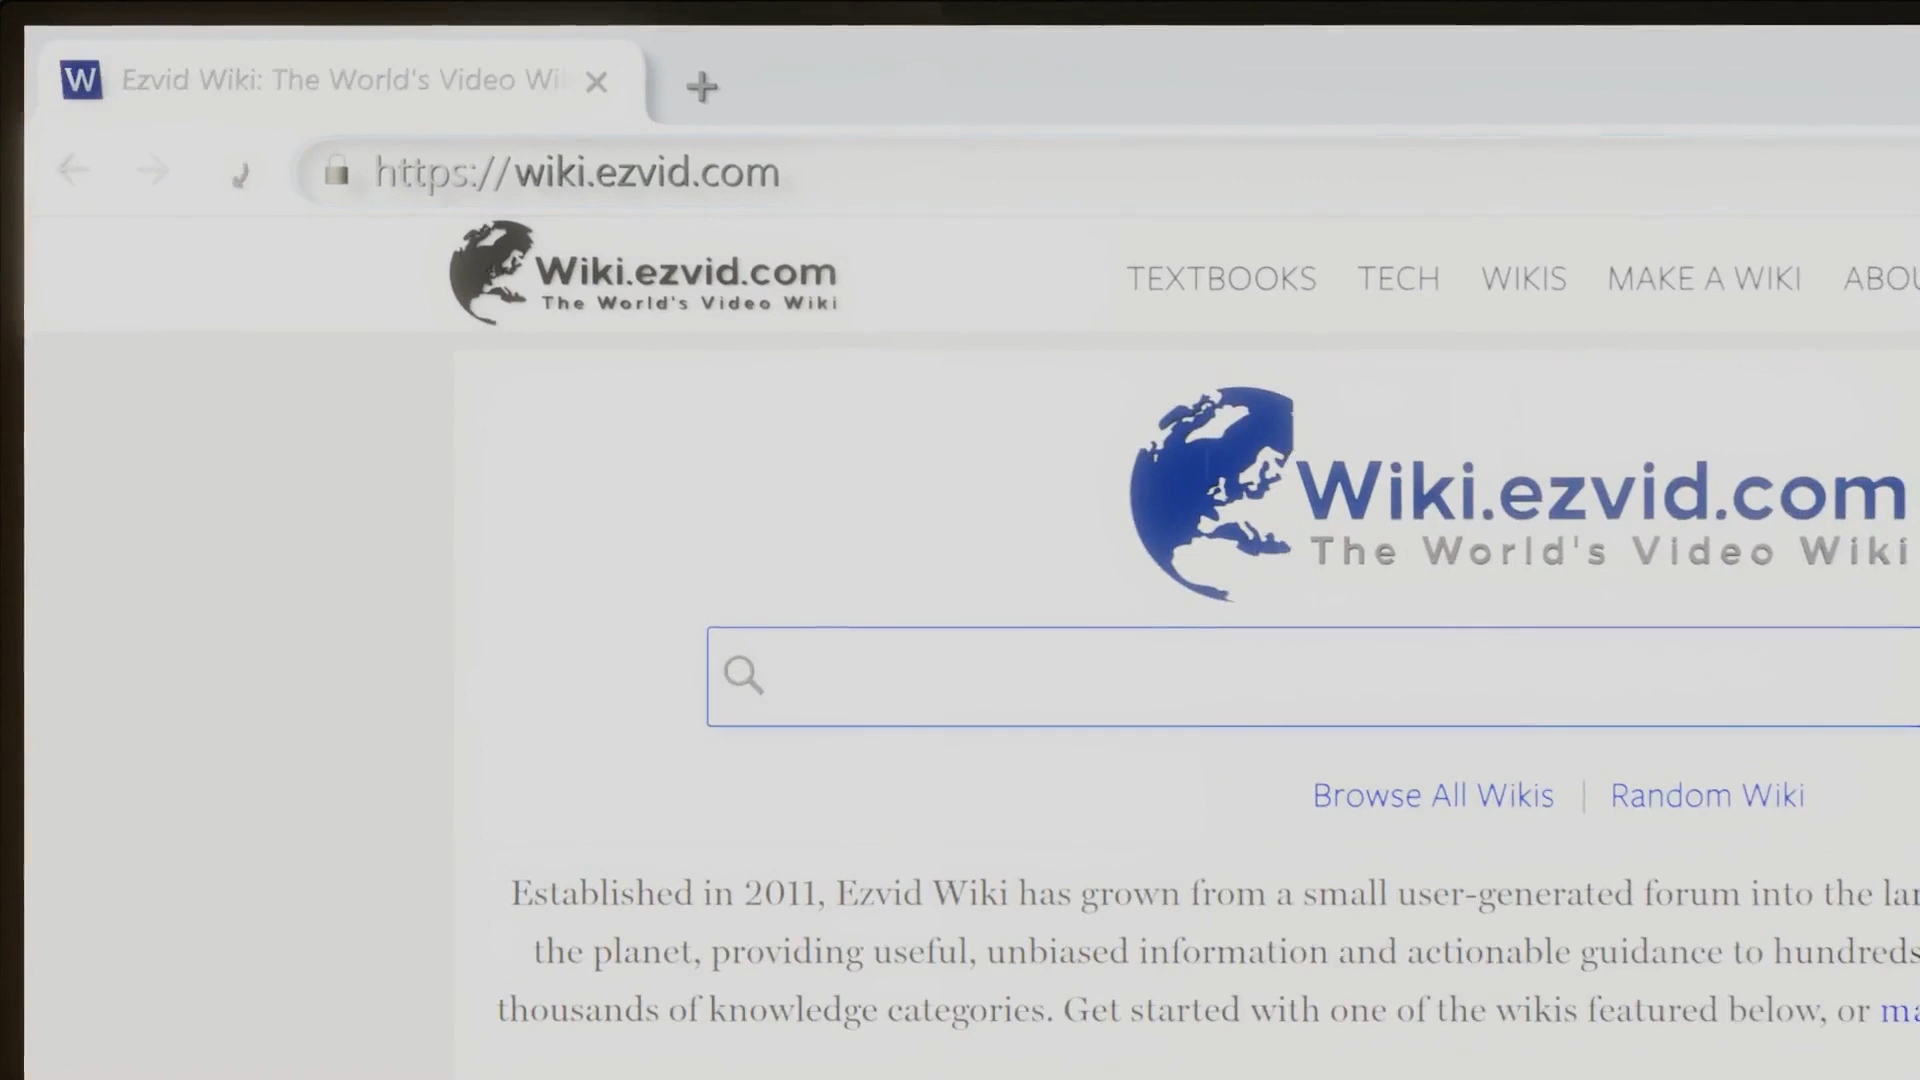 W Ezvid Wiki: The World's Video Wi
https://wiki.ezvid.com
Wiki.ezvid.com
The World's Video Wiki
TEXTBOOKS TECH WIKIS MAKE A WIKI ABOU
Wiki.ezvid.com
The World's Video Wiki
Browse All Wikis | Random Wiki
Established in 2011, Ezvid Wiki has grown from a small user-generated forum into the lar
the planet, providing useful, unbiased information and actionable guidance to hundreds
thousands of knowledge categories. Get started with one of the wikis featured below, or ma